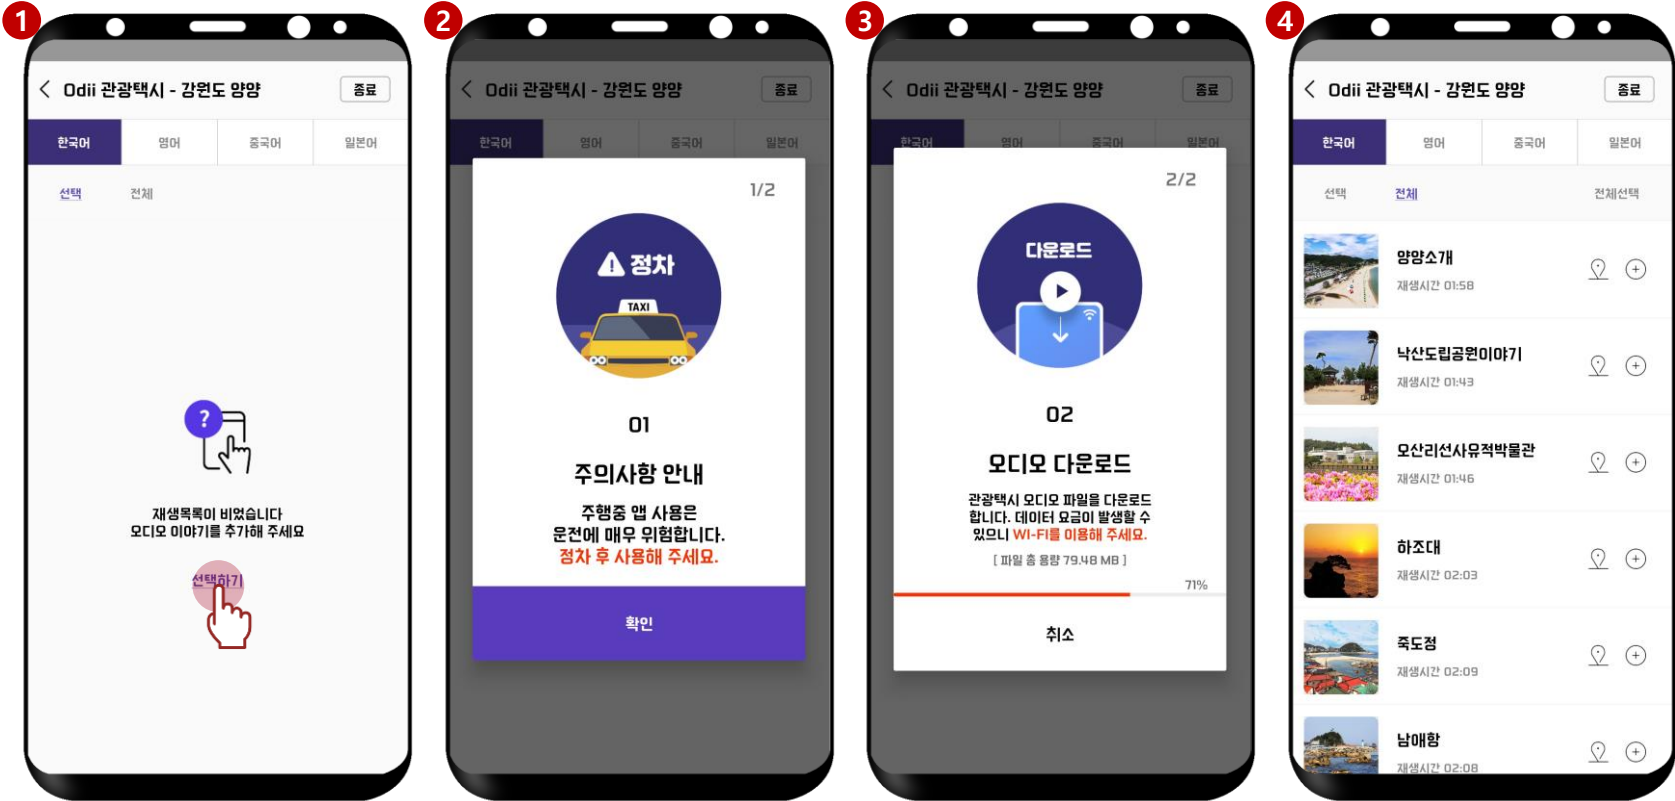 1
Odii 관광택시 - 강원도 양양
종료
한국어
영어
중국어
일본어
선택
전체
?
재생목록이 비었습니다
오디오 이야기를 추가해 주세요
선택하기
2
Odii 관광택시 - 강원도 양양
종료
한국어
영어
중국어
일본어
1/2
정차
TAXI
01
주의사항 안내
주행중 앱 사용은
운전에 매우 위험합니다.
정차 후 사용해 주세요.
확인
3
Odii 관광택시 - 강원도 양양
종료
한국어
영어
중국어
일본어
2/2
다운로드
02
오디오 다운로드
관광택시 오디오 파일을 다운로드
합니다. 데이터 요금이 발생할 수
있으니 WI-FI를 이용해 주세요.
[ 파일 총 용량 79.48 MB ]
71%
취소
4
Odii 관광택시 - 강원도 양양
종료
한국어
영어
중국어
일본어
선택
전체
전체선택
양양소개
재생시간 01:58
낙산도립공원이야기
재생시간 01:43
오산리선사유적박물관
재생시간 01:46
하조대
재생시간 02:03
죽도정
재생시간 02:09
남애항
재생시간 02:08